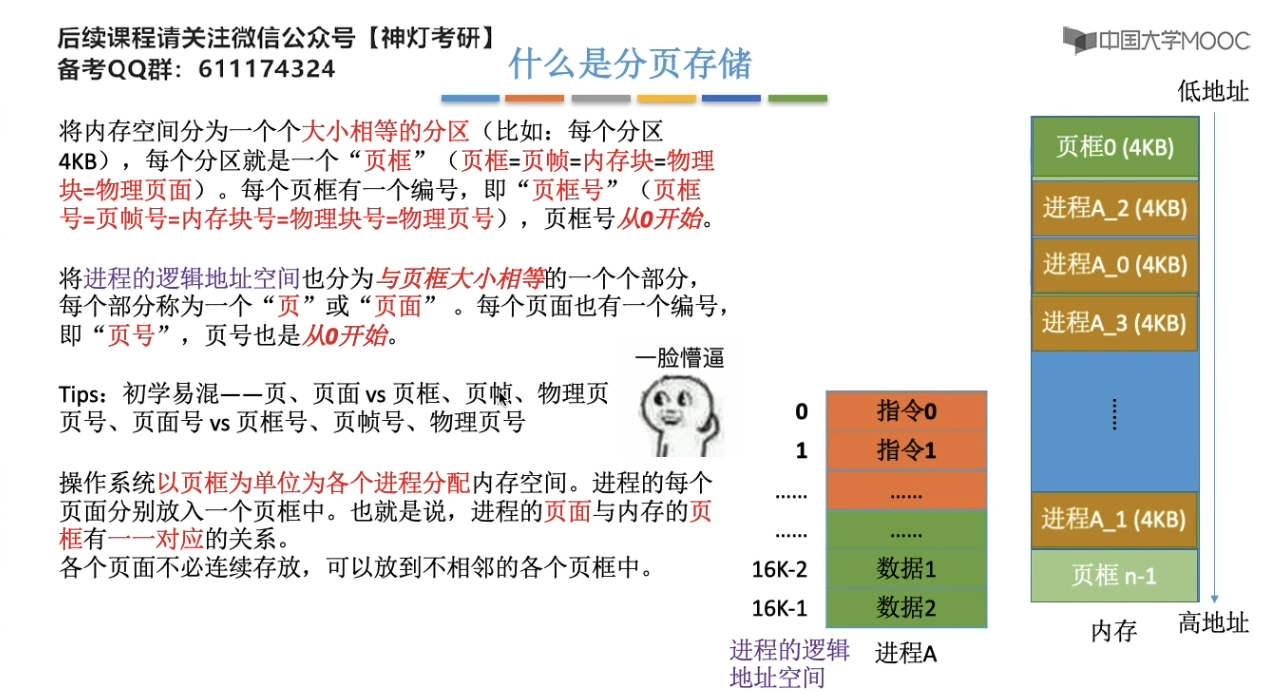 后续课程请关注微信公众号【神灯考研】
备考QQ群：611174324
中国大学MOOC
什么是分页存储
将内存空间分为一个个大小相等的分区（比如：每个分区
4KB），每个分区就是一个“页框”（页框=页帧=内存块=物理
块=物理页面）。每个页框有一个编号，即“页框号”（页框
号=页帧号=内存块号=物理块号=物理页号），页框号从0开始。
将进程的逻辑地址空间也分为与页框大小相等的一个个部分，
每个部分称为一个“页”或“页面” 。每个页面也有一个编号，
即“页号”，页号也是从0开始。
Tips：初学易混——页、页面 vs 页框、页帧、物理页
页号、页面号 vs 页框号、页帧号、物理页号
一脸懵逼
操作系统以页框为单位为各个进程分配内存空间。进程的每个
页面分别放入一个页框中。也就是说，进程的页面与内存的页
框有一一对应的关系。
各个页面不必连续存放，可以放到不相邻的各个页框中。
0 指令0
1 指令1
...... ......
...... ......
16K-2 数据1
16K-1 数据2
进程的逻辑
地址空间
进程A
低地址
页框0 (4KB)
进程A_2 (4KB)
进程A_0 (4KB)
进程A_3 (4KB)
......
进程A_1 (4KB)
页框 n-1
内存
高地址